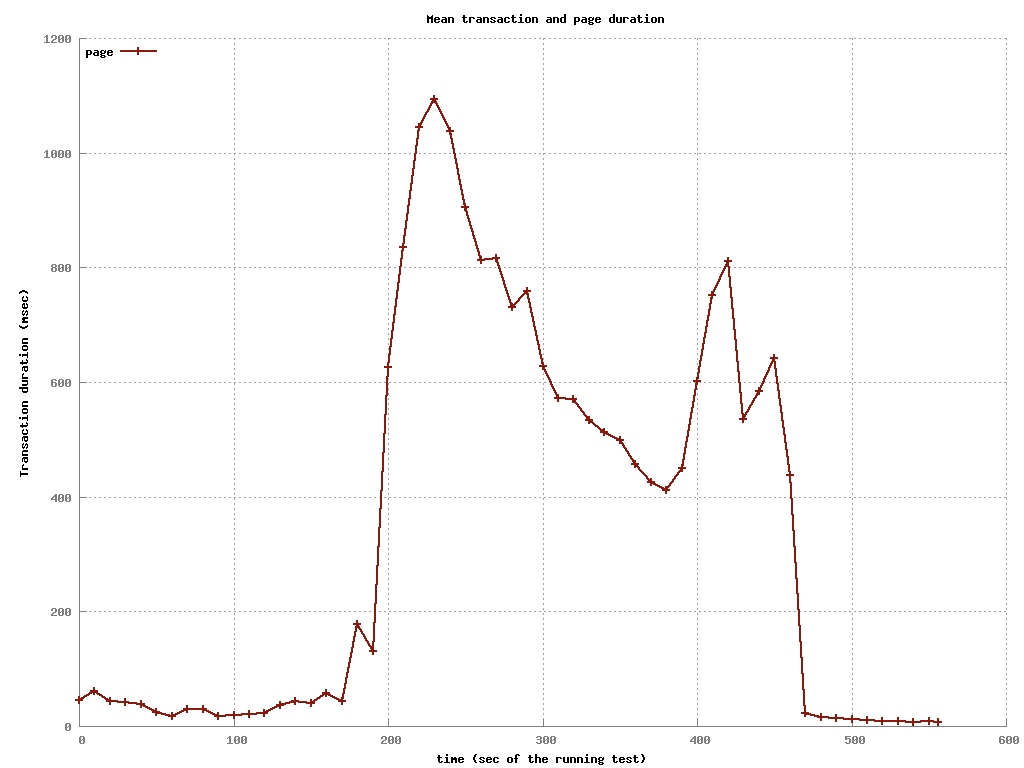 Mean transaction and page duration
page
1200
1000
800
600
400
200
0
Transaction duration (msec)
0 100 200 300 400 500 600
time (sec of the running test)